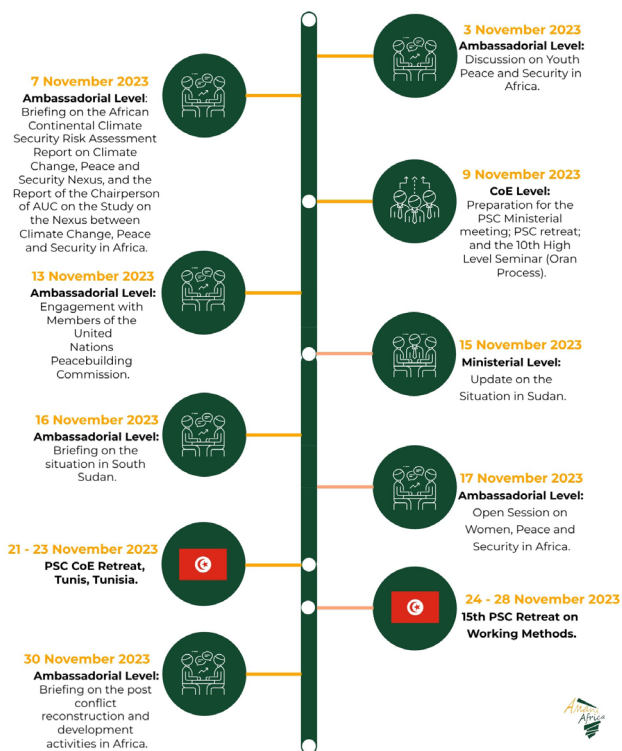 3 November 2023
Ambassadorial Level:
Discussion on Youth
Peace and Security in
Africa.
7 November 2023
Ambassadorial Level:
Briefing on the African
Continental Climate
Security Risk Assessment
Report on Climate
Change, Peace and
Security Nexus, and the
Report of the Chairperson
of AUC on the Study on
the Nexus between
Climate Change, Peace
and Security in Africa.
9 November 2023
CoE Level:
Preparation for the
PSC Ministerial
meeting; PSC retreat;
and the 10th High
Level Seminar (Oran
Process).
13 November 2023
Ambassadorial Level:
Engagement with
Members of the
United
Nations
Peacebuilding
Commission.
15 November 2023
Ministerial Level:
Update on the
Situation in Sudan.
16 November 2023
Ambassadorial Level:
Briefing on the
situation in South
Sudan.
17 November 2023
Ambassadorial Level:
Open Session on
Women, Peace and
Security in Africa.
21 - 23 November 2023
PSC CoE Retreat,
Tunis, Tunisia.
24 - 28 November 2023
15th PSC Retreat on
Working Methods.
30 November 2023
Ambassadorial Level:
Briefing on the post
conflict
reconstruction and
development
activities in Africa.
Amani
Africa